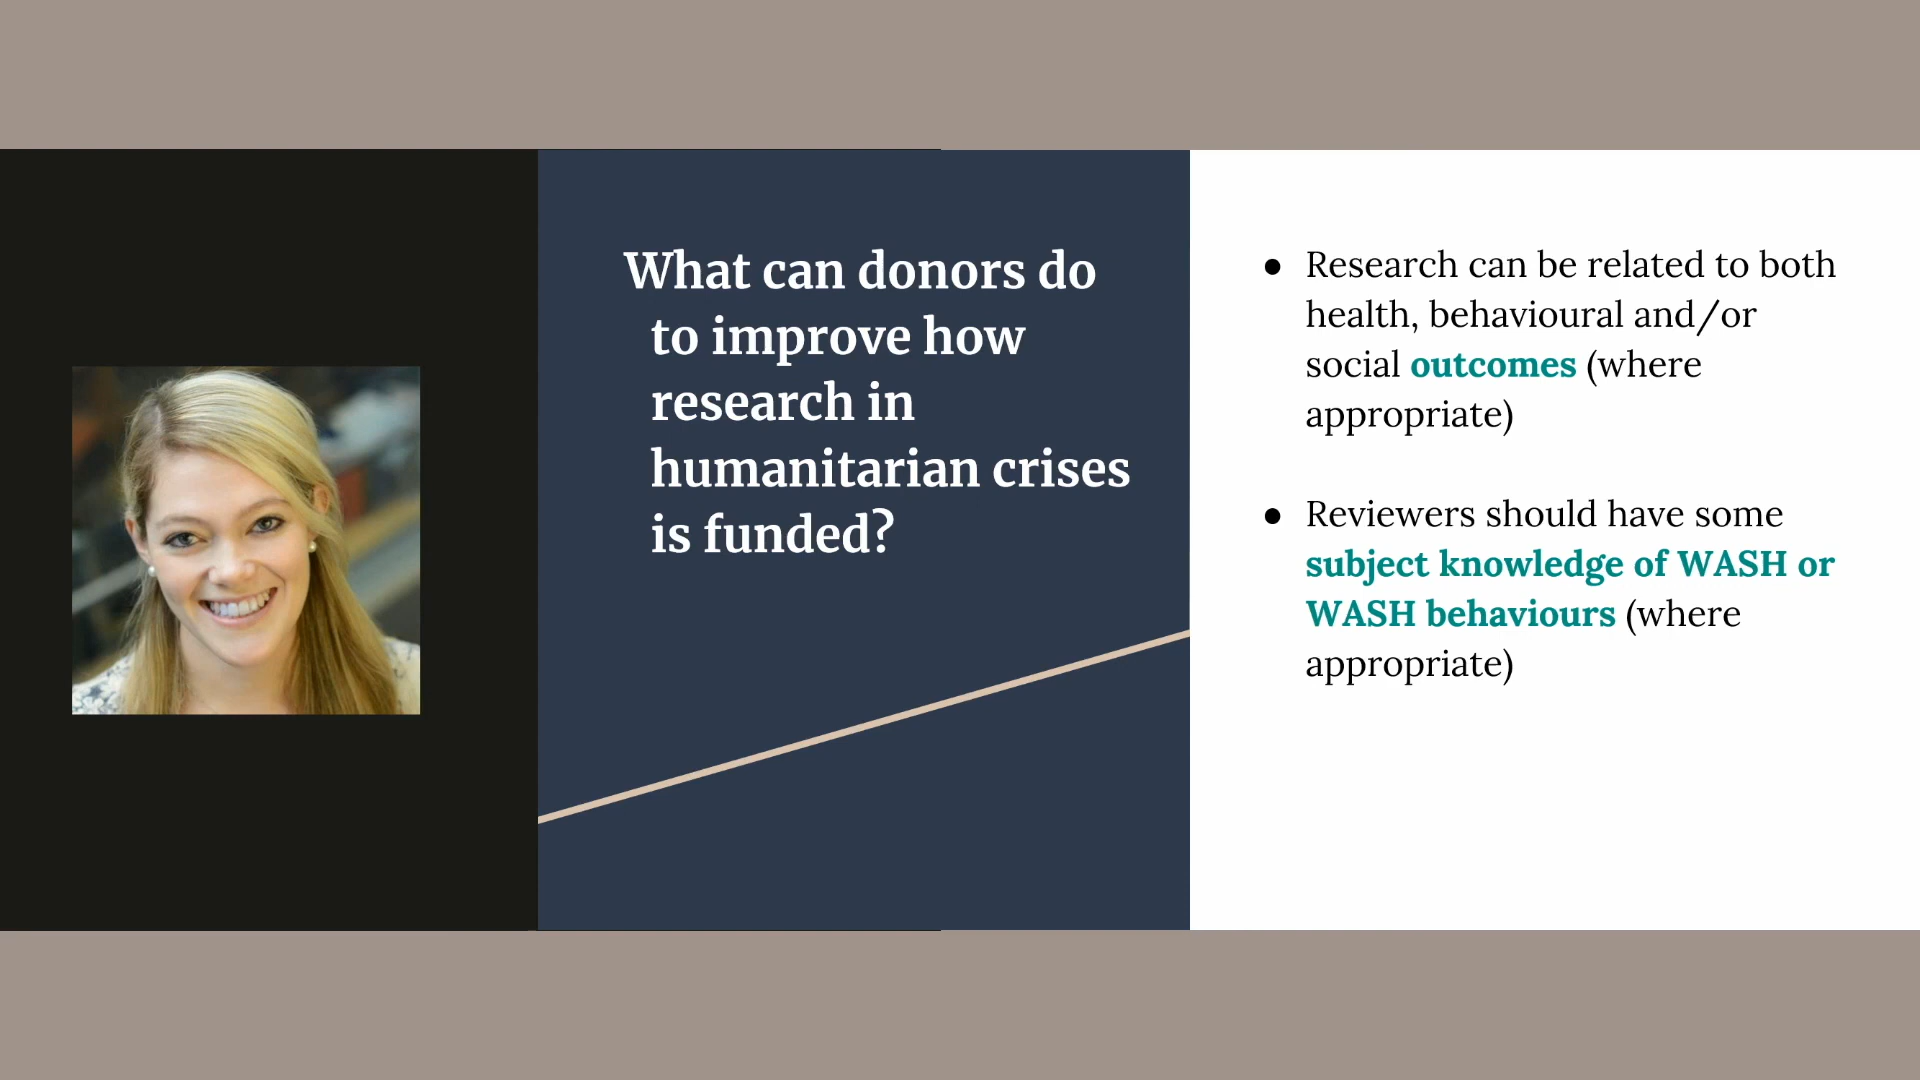 What can donors do
to improve how
research in
humanitarian crises
is funded?
● Research can be related to both
health, behavioural and/or
social outcomes (where
appropriate)
● Reviewers should have some
subject knowledge of WASH or
WASH behaviours (where
appropriate)